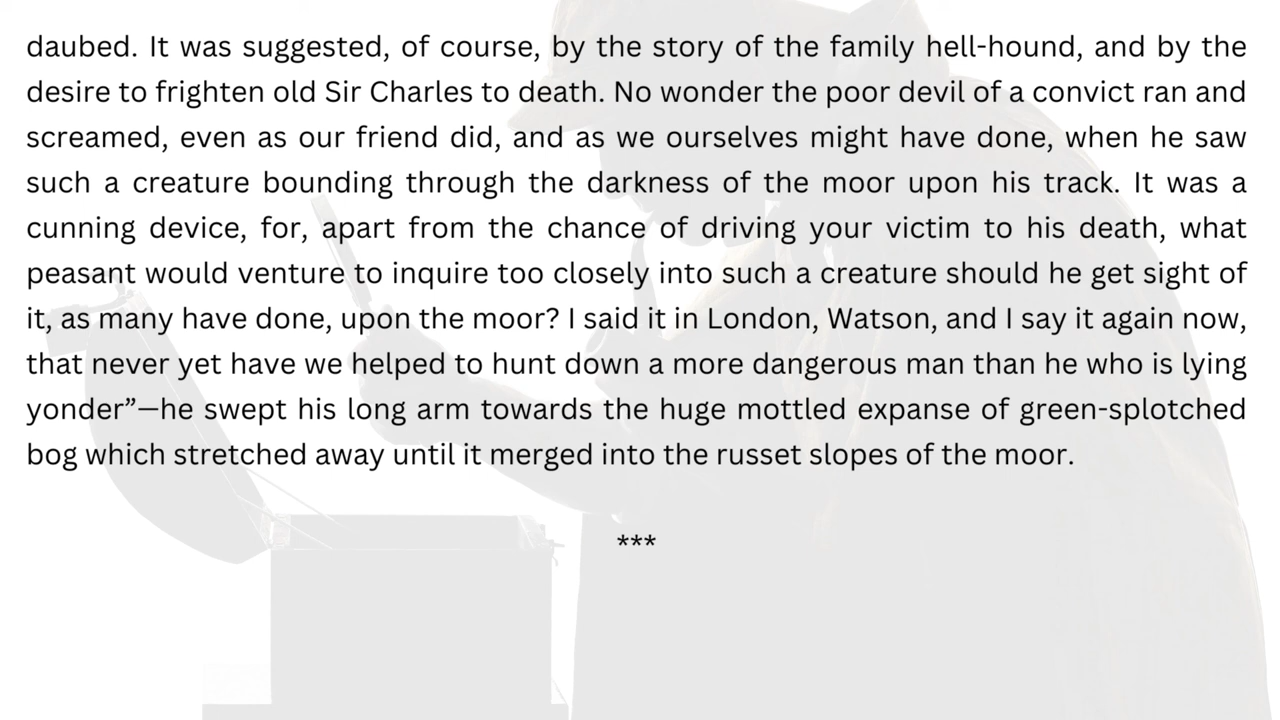 daubed. It was suggested, of course, by the story of the family hell-hound, and by the
desire to frighten old Sir Charles to death. No wonder the poor devil of a convict ran and
screamed, even as our friend did, and as we ourselves might have done, when he saw
such a creature bounding through the darkness of the moor upon his track. It was a
cunning device, for, apart from the chance of driving your victim to his death, what
peasant would venture to inquire too closely into such a creature should he get sight of
it, as many have done, upon the moor? I said it in London, Watson, and I say it again now,
that never yet have we helped to hunt down a more dangerous man than he who is lying
yonder”—he swept his long arm towards the huge mottled expanse of green-splotched
bog which stretched away until it merged into the russet slopes of the moor.
***